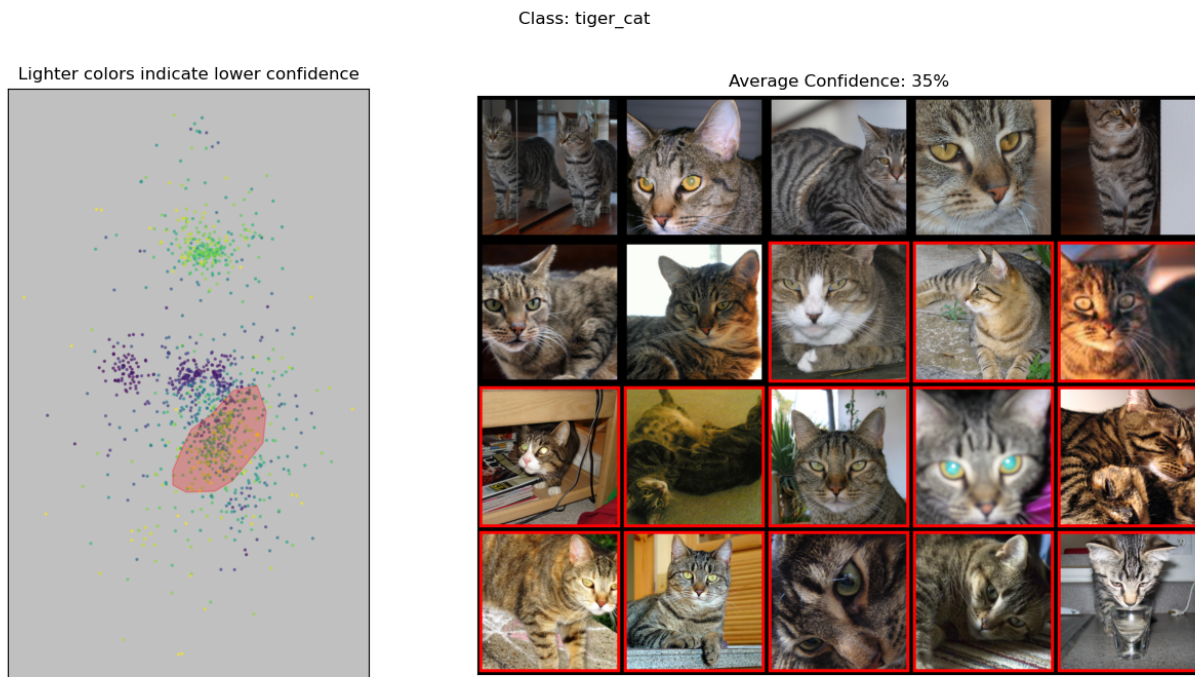 Class: tiger_cat
Lighter colors indicate lower confidence
Average Confidence: 35%